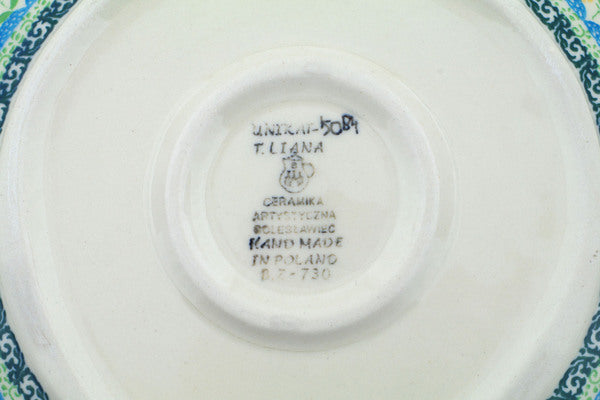 UNIKAT-5084
T. LIANA
CERAMIKA
ARTYSTYCZNA
BOLESŁAWIEC
HAND MADE
IN POLAND
D.Z-730